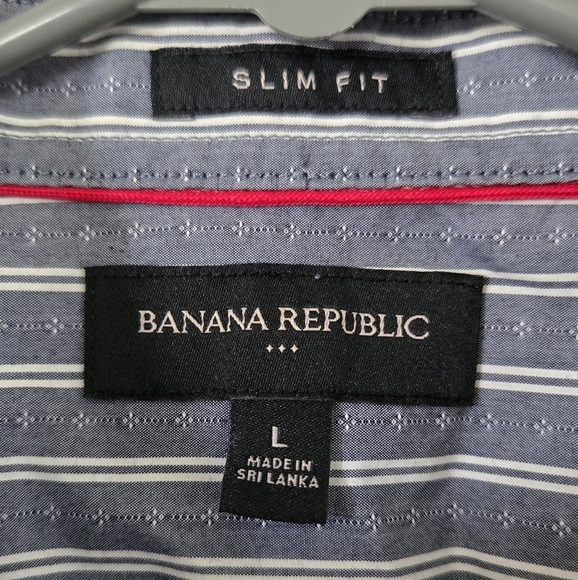 SLIM FIT
BANANA REPUBLIC
L
MADE IN
SRI LANKA